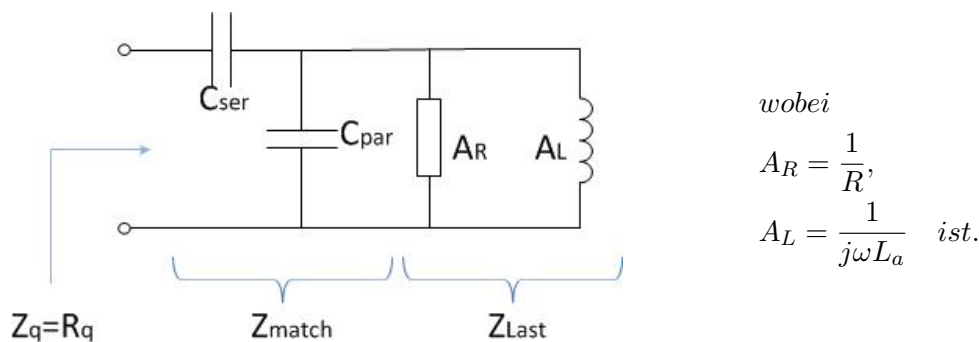 Cser
Cpar
AR
AL
Zq=Rq
Zmatch
ZLast
wobei
A_R = 1/R,
A_L = 1/(jωL_a) ist.